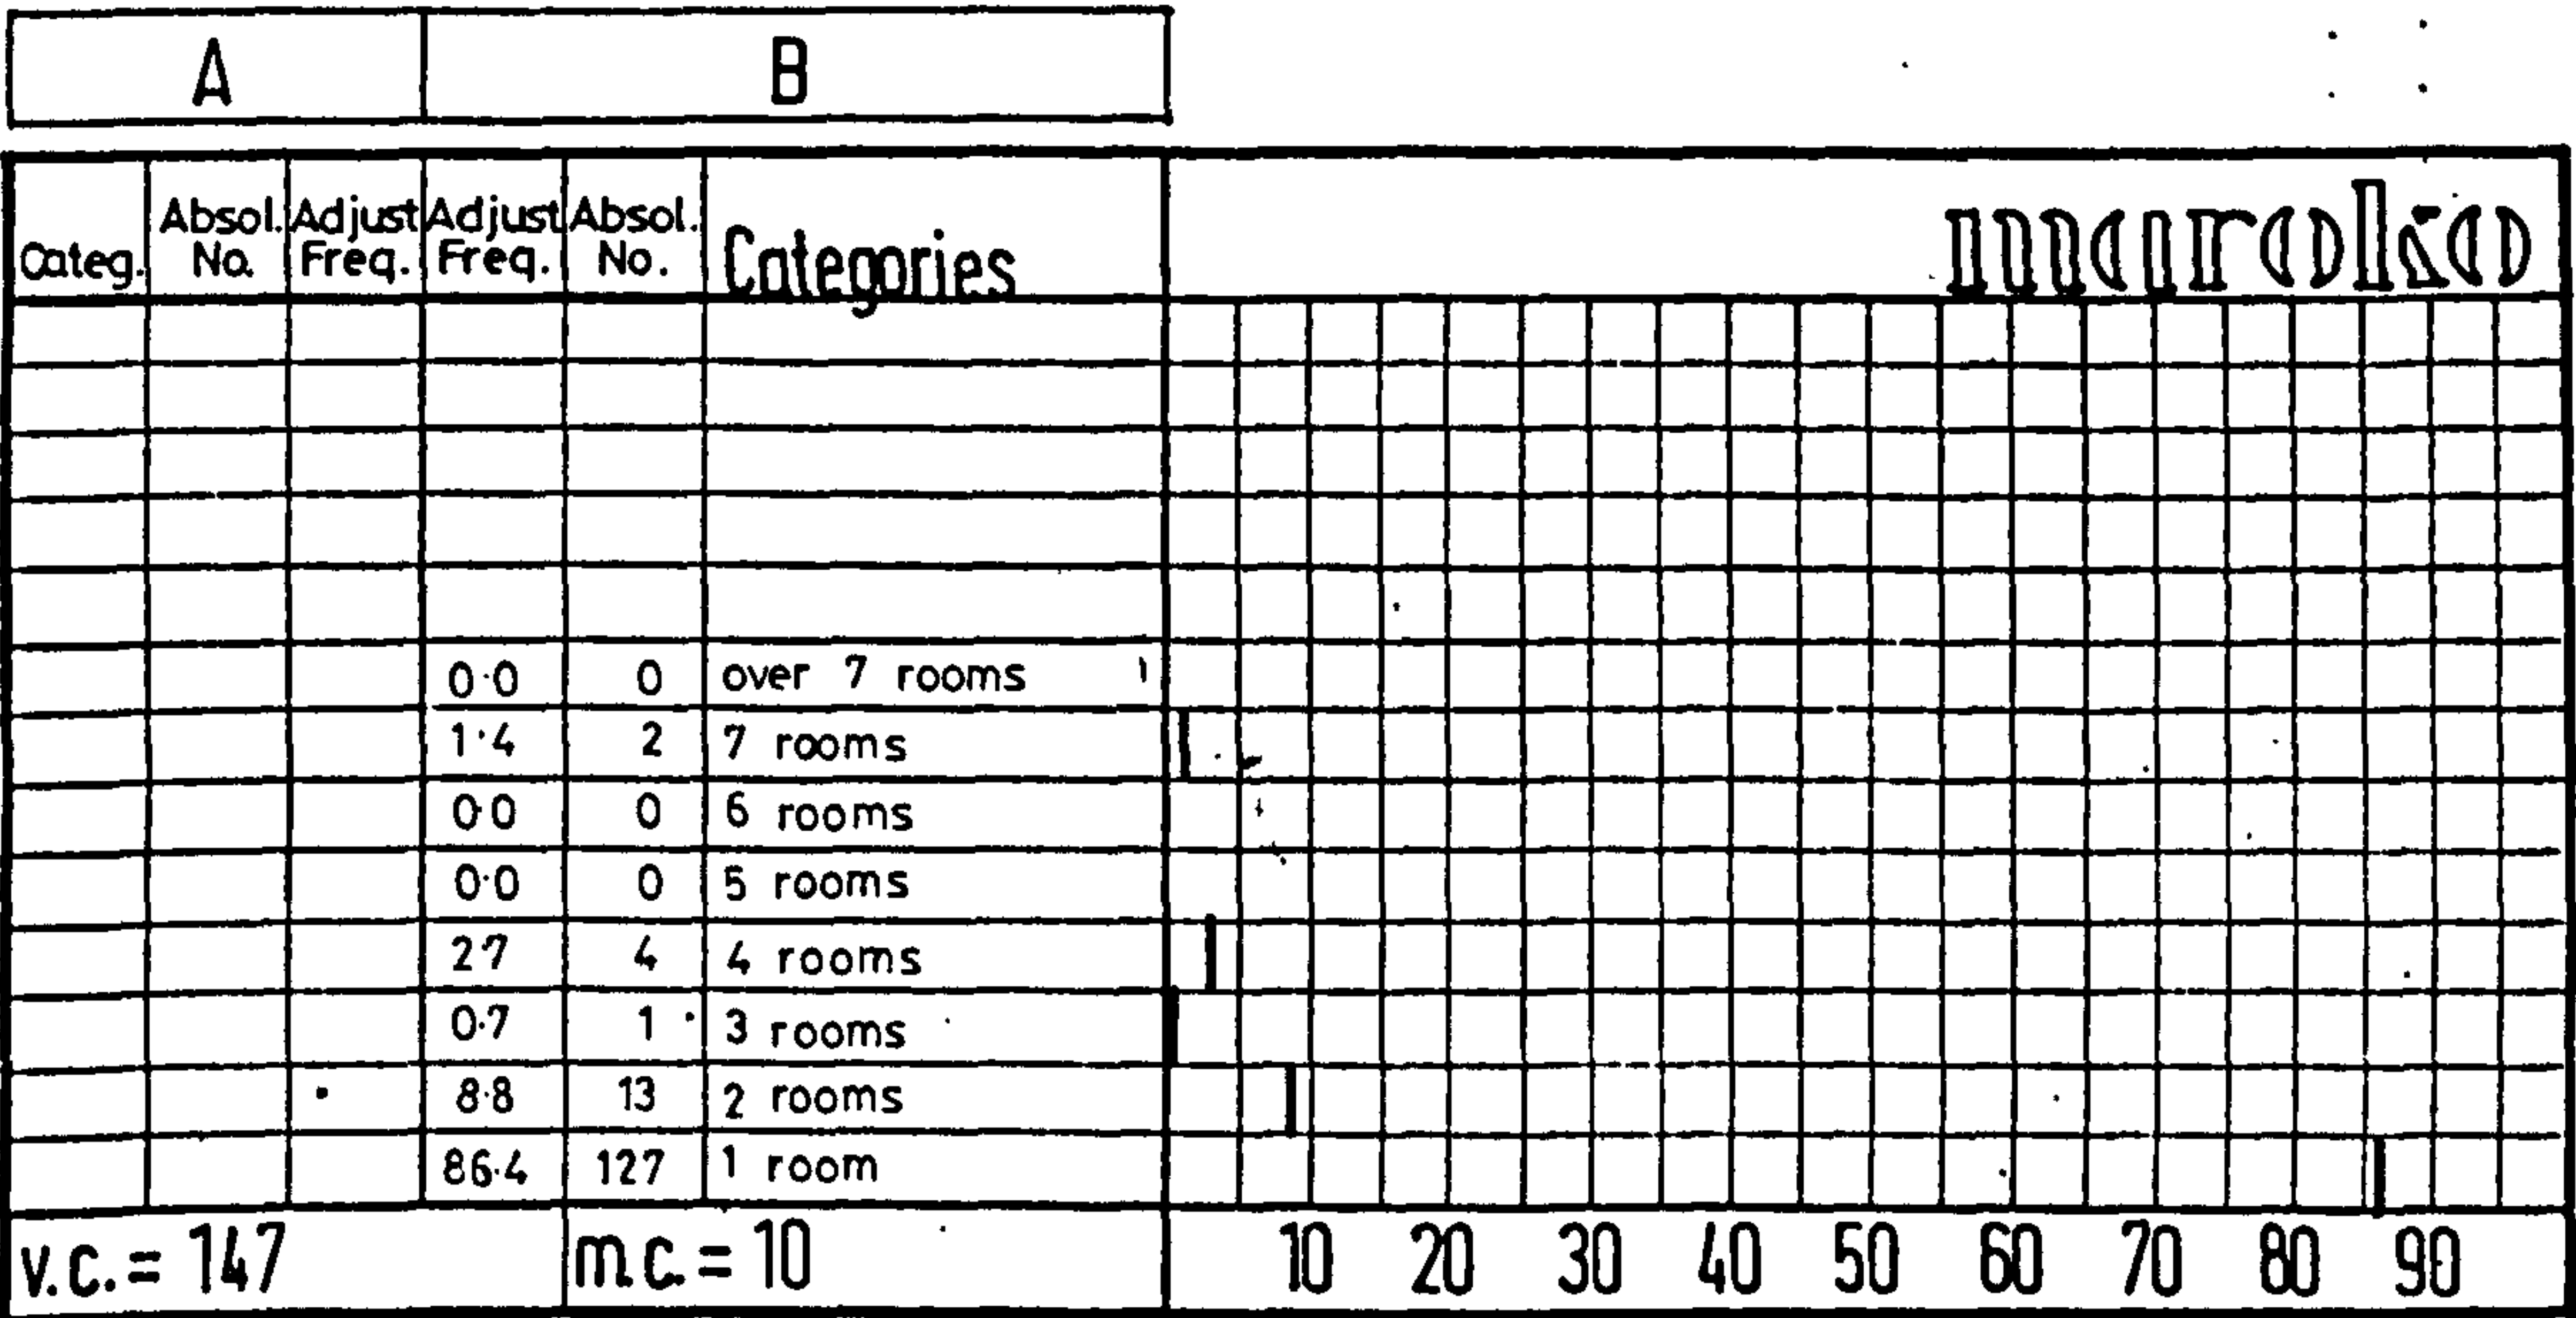 A B
Categ. Absol. No. Adjust Freq. Adjust Freq. Absol. No. Categories maroko
0.0 0 over 7 rooms
1.4 2 7 rooms
0.0 0 6 rooms
0.0 0 5 rooms
2.7 4 4 rooms
0.7 1 3 rooms
8.8 13 2 rooms
86.4 127 1 room
v.c. = 147 m.c. = 10 10 20 30 40 50 60 70 80 90